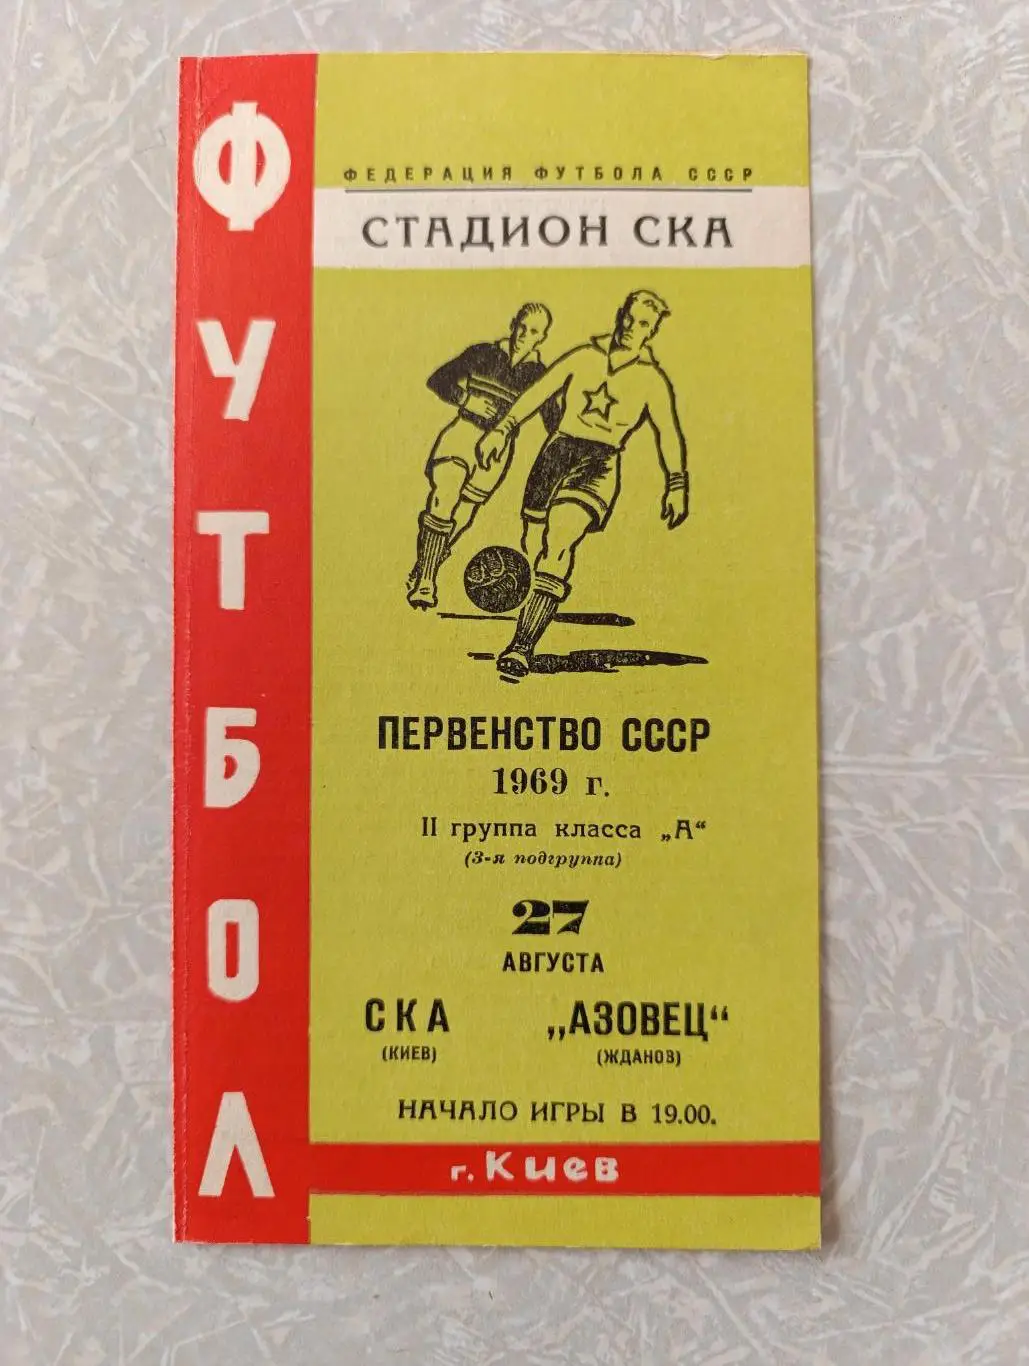 ФУТБОЛ
ФЕДЕРАЦИЯ ФУТБОЛА СССР
СТАДИОН СКА
ПЕРВЕНСТВО СССР
1969 г.
II группа класса „А“
(3-я подгруппа)
27
АВГУСТА
СКА „АЗОВЕЦ“
(КИЕВ) (ЖДАНОВ)
НАЧАЛО ИГРЫ В 19.00.
г. Киев